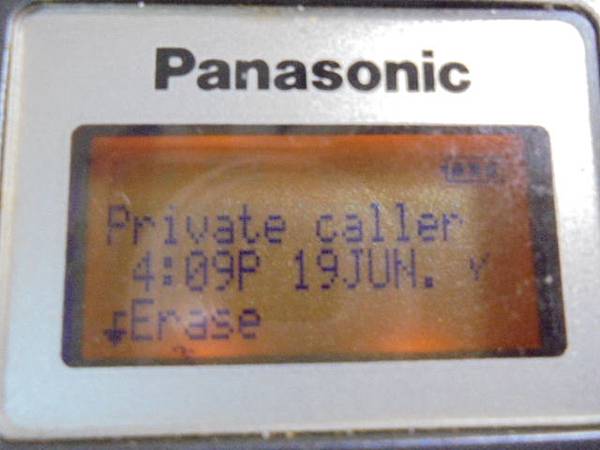 Panasonic
Private caller
4:09P 19JUN. √
Erase